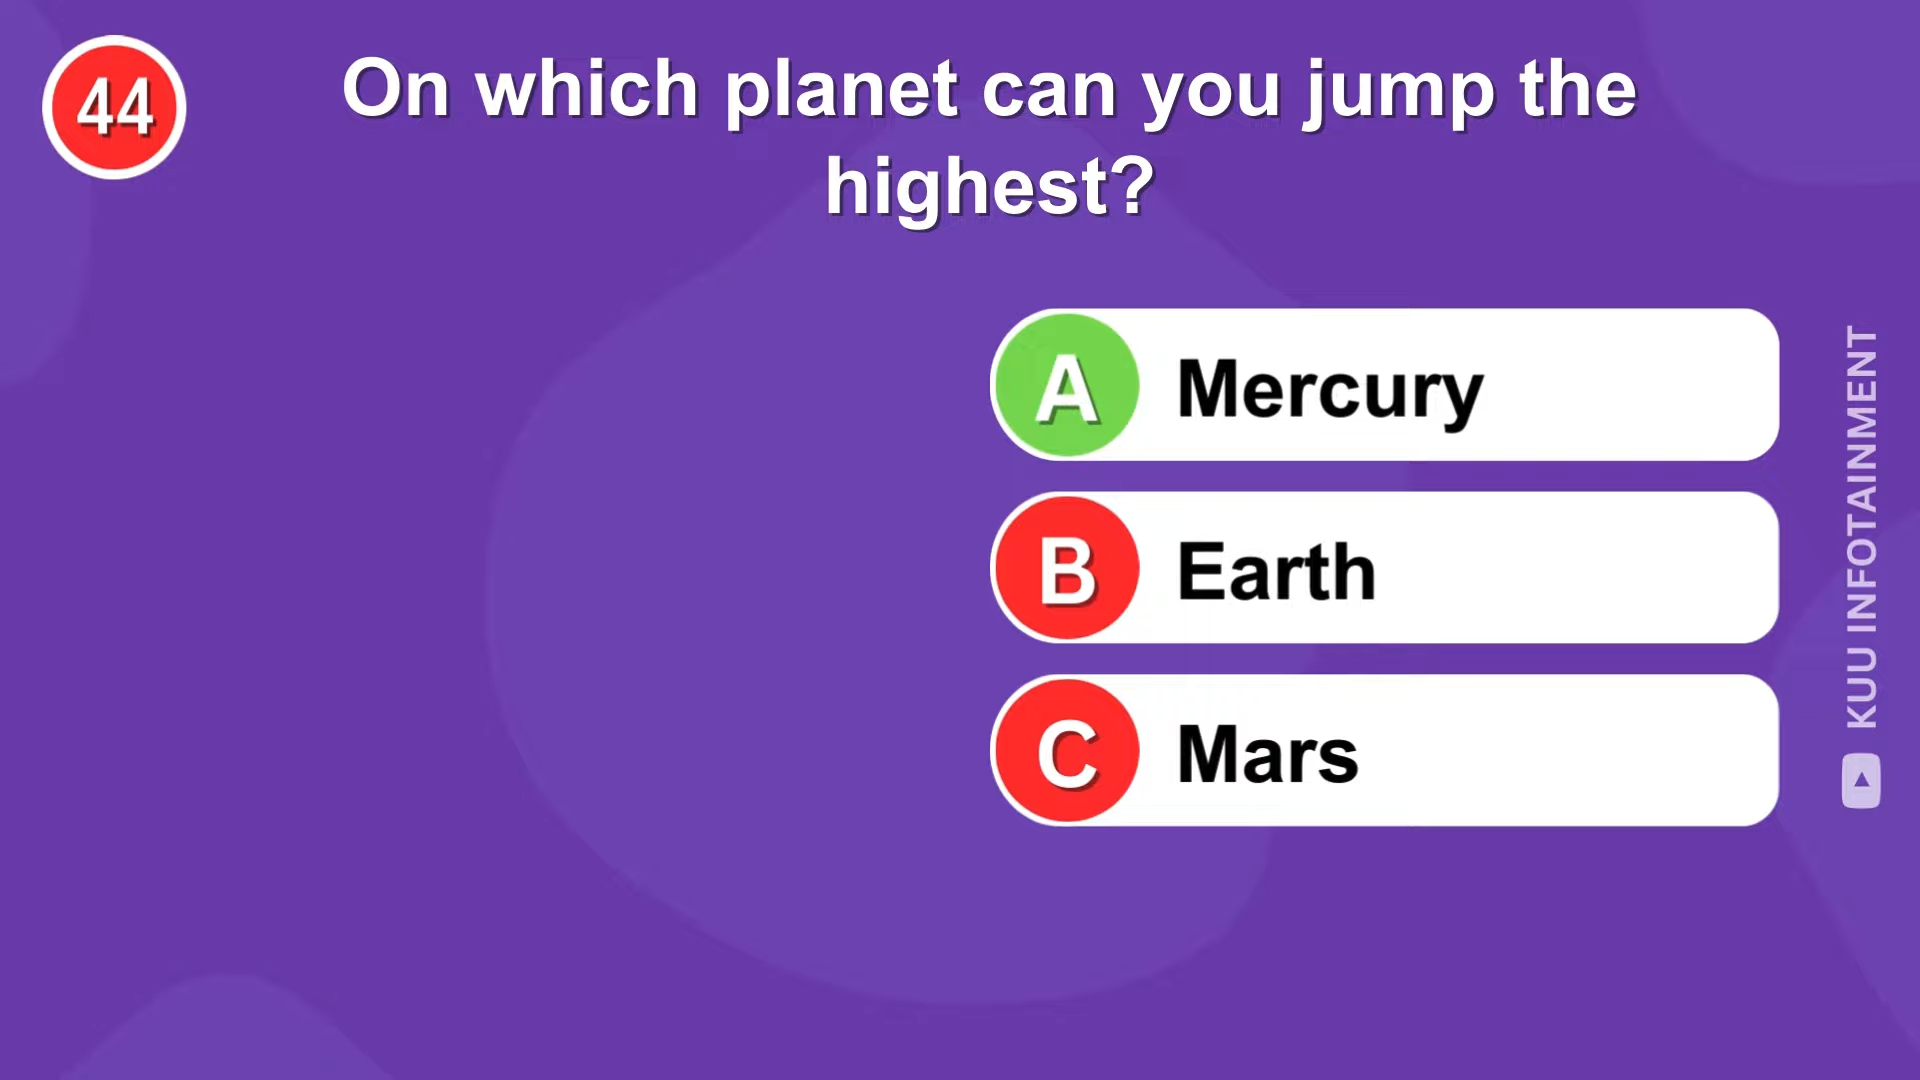 44
On which planet can you jump the
highest?
A Mercury
B Earth
C Mars
KUU INFOTAINMENT